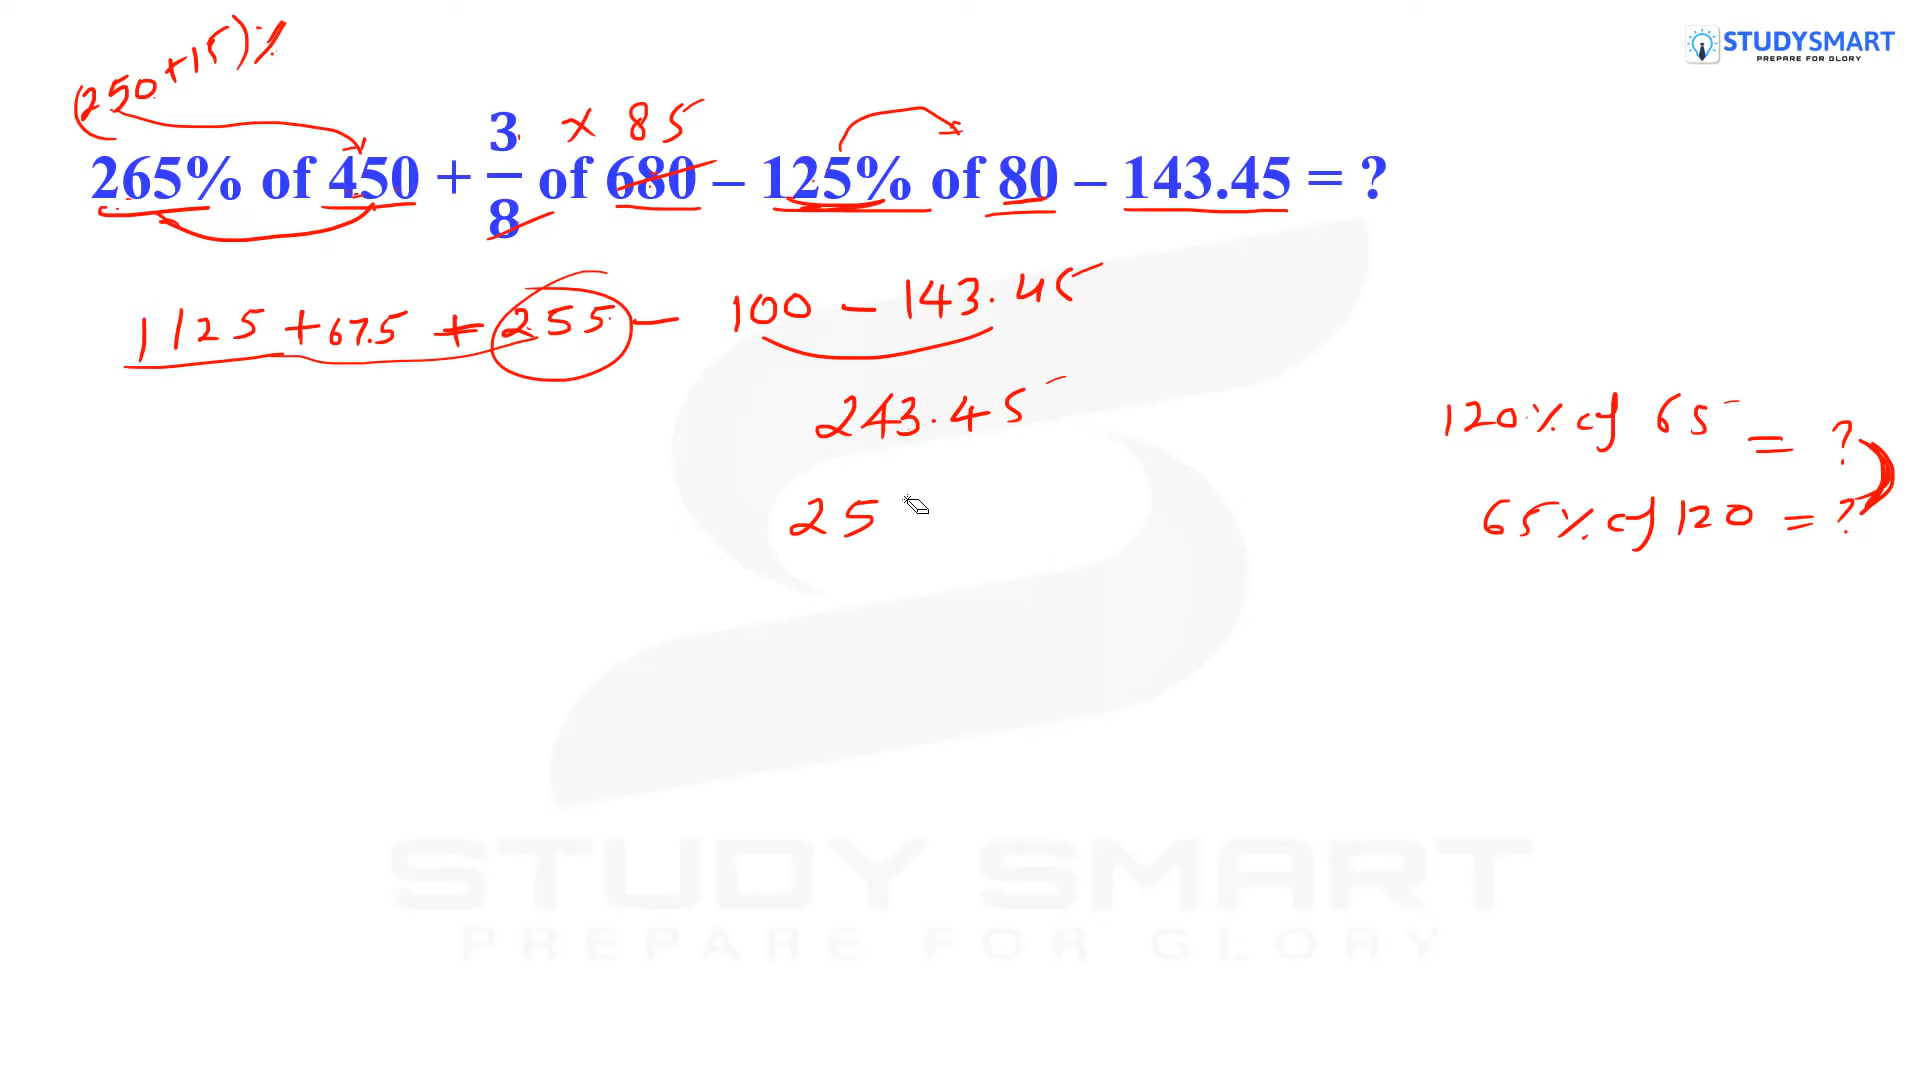 (250+15)%
STUDYSMART
PREPARE FOR GLORY
× 85
265% of 450 + 3/8 of 680 – 125% of 80 – 143.45 = ?
1125 + 67.5 + 255 – 100 – 143.45
243.45
120% of 65 = ?
25
65% of 120 = ?
STUDY SMART
PREPARE FOR GLORY